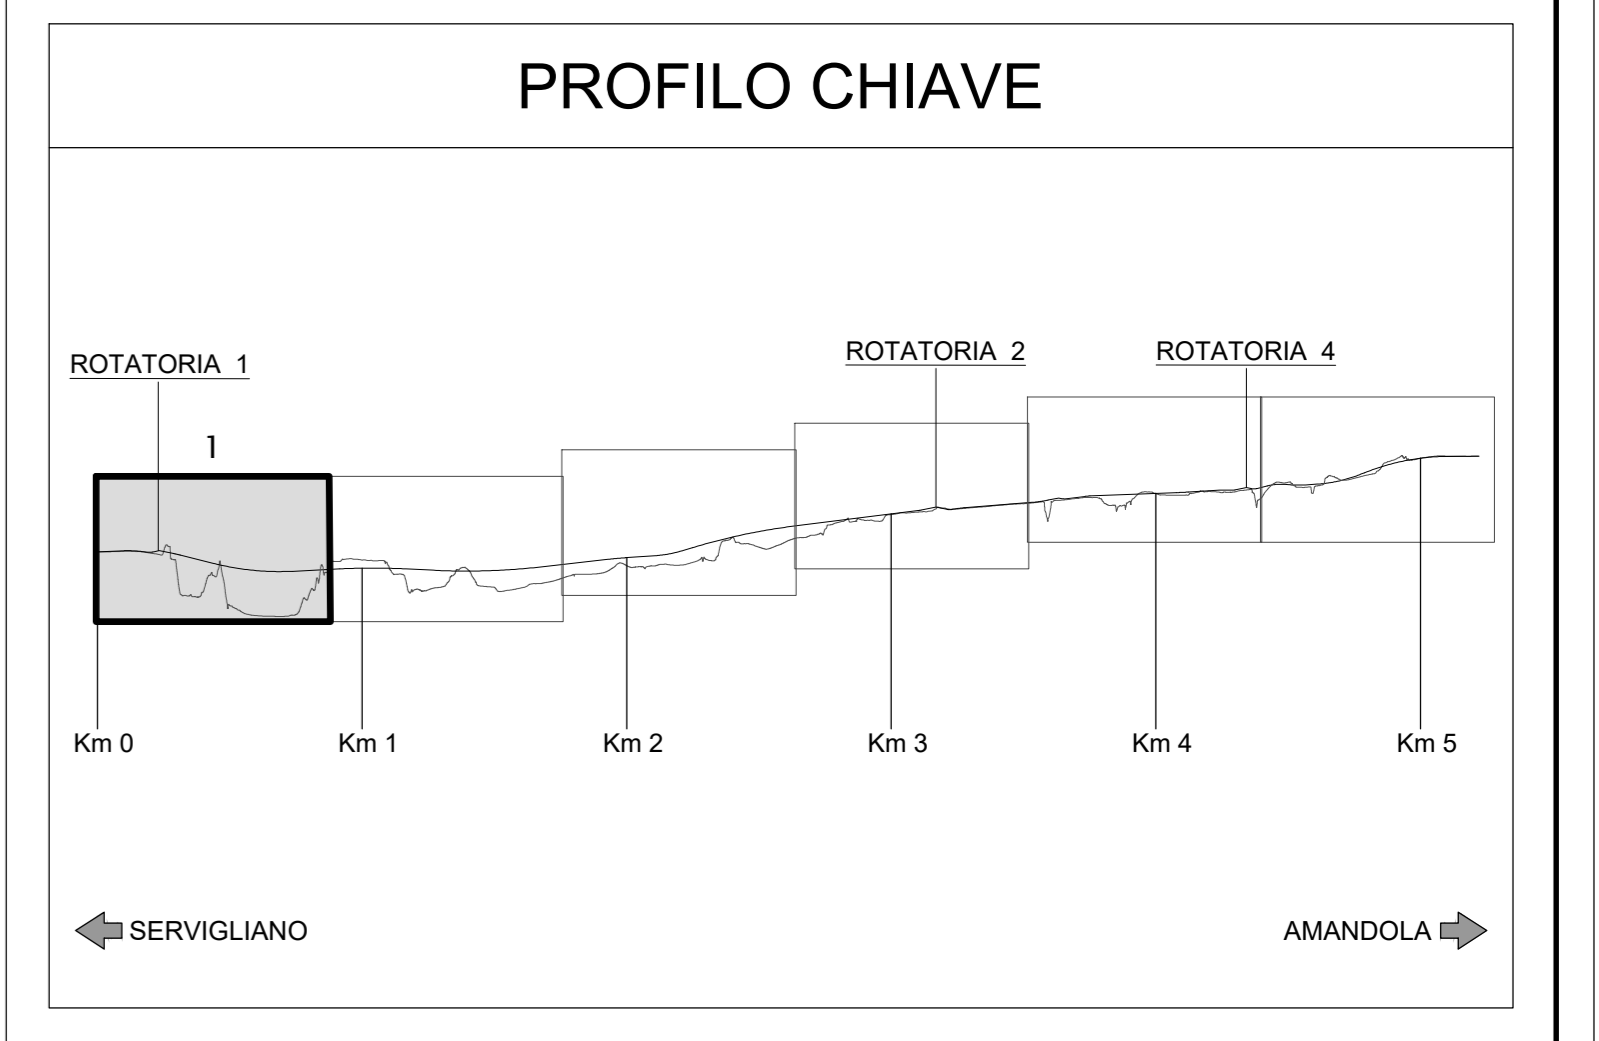 PROFILO CHIAVE
ROTATORIA 1
ROTATORIA 2
ROTATORIA 4
1
Km 0
Km 1
Km 2
Km 3
Km 4
Km 5
SERVIGLIANO
AMANDOLA